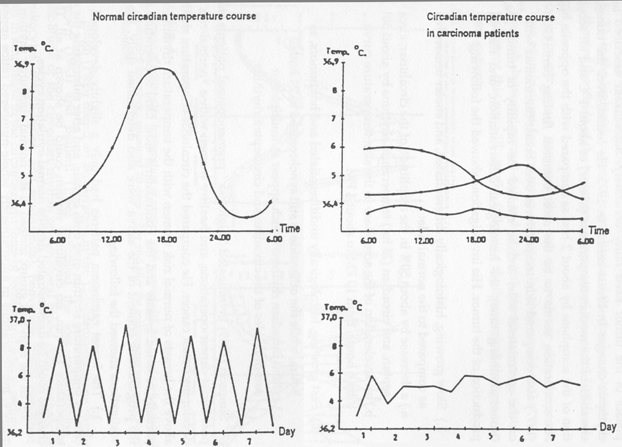 Normal circadian temperature course
Temp. °C.
36,9
8
7
6
5
36,4
6.00 12.00 18.00 24.00 6.00
Time
Circadian temperature course
in carcinoma patients
Temp. °C.
36,9
8
7
6
5
36,4
6.00 12.00 18.00 24.00 6.00
Time
Temp. °C.
37,0
8
6
4
36,2
1 2 3 4 5 6 7
Day
Temp. °C
37,0
8
6
4
36,2
1 2 3 4 5 6 7
Day